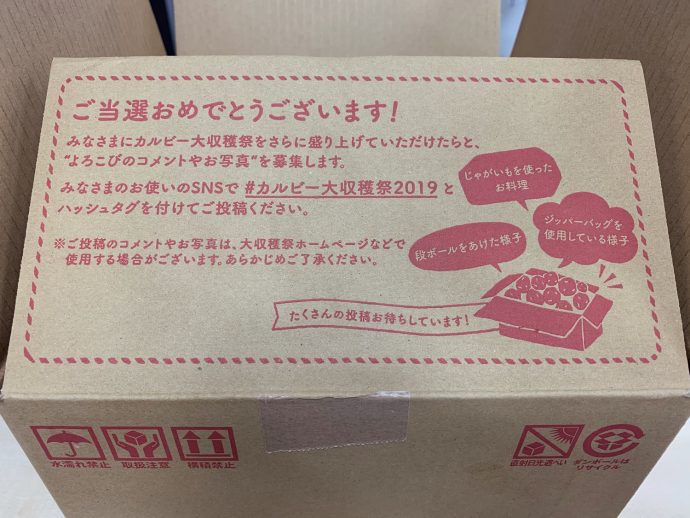 ご当選おめでとうございます!
みなさまにカルビー大収穫祭をさらに盛り上げていただけたらと、
“よろこびのコメントやお写真“を募集します。
みなさまのお使いのSNSで #カルビー大収穫祭2019 と
ハッシュタグを付けてご投稿ください。
※ご投稿のコメントやお写真は、大収穫祭ホームページなどで
使用する場合がございます。あらかじめご了承ください。
じゃがいもを使った
お料理
ジッパーバッグを
使用している様子
段ボールをあけた様子
たくさんの投稿お待ちしています!
水濡れ禁止
取扱注意
横積禁止
直射日光遮へい
ダンボールは
リサイクル